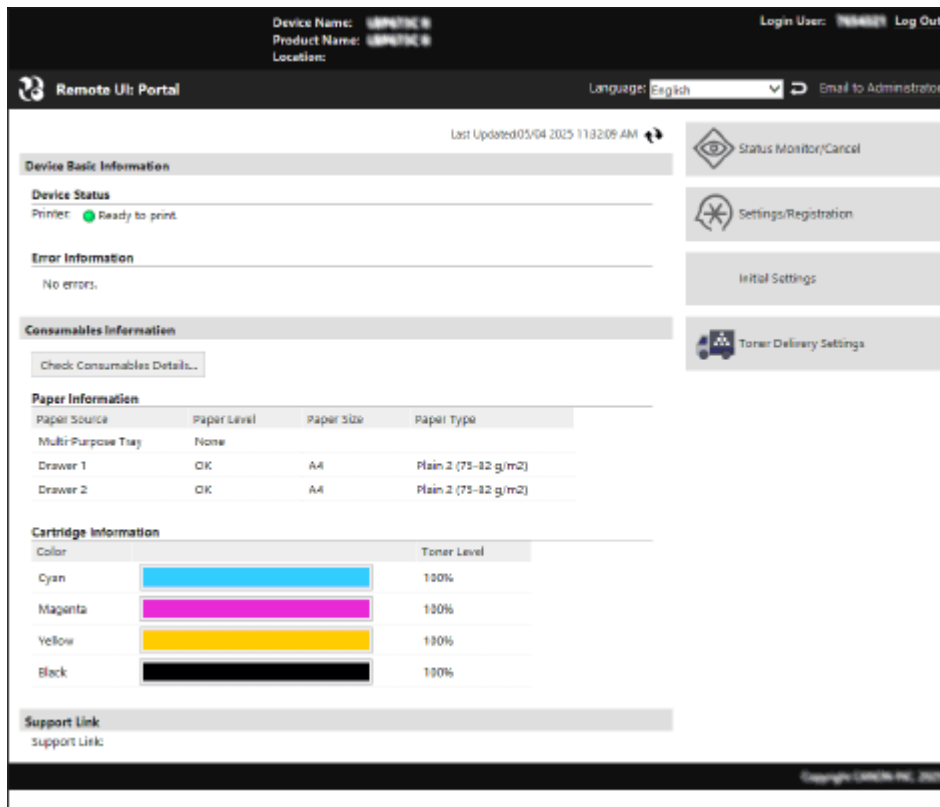 Device Name:
Product Name:
Location:
Login User: Log Out
Remote UI: Portal
Language: English Email to Administrator
Last Updated:05/04 2025 11:32:09 AM
Device Basic Information
Device Status
Printer: Ready to print.
Error Information
No errors.
Consumables Information
Check Consumables Details...
Paper Information
Paper Source Paper Level Paper Size Paper Type
Multi-Purpose Tray None
Drawer 1 OK A4 Plain 2 (75-82 g/m2)
Drawer 2 OK A4 Plain 2 (75-82 g/m2)
Cartridge Information
Color Toner Level
Cyan 100%
Magenta 100%
Yellow 100%
Black 100%
Support Link
Support Link:
Status Monitor/Cancel
Settings/Registration
Initial Settings
Toner Delivery Settings
Copyright CANON INC. 2025